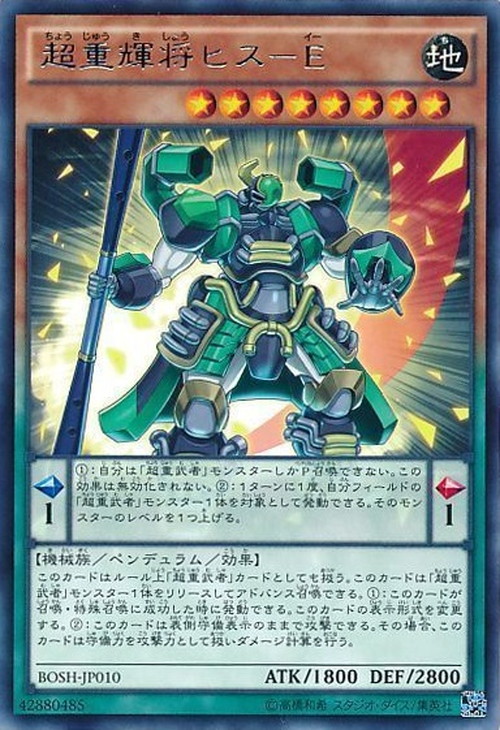 超重輝将ヒス－E
地
①：自分は「超重武者」モンスターしかP召喚できない。この
効果は無効化されない。②：1ターンに1度、自分フィールドの
「超重武者」モンスター1体を対象として発動できる。そのモン
スターのレベルを1つ上げる。
1
1
【機械族／ペンデュラム／効果】
このカードはルール上「超重武者」カードとしても扱う。このカードは「超重
武者」モンスター1体をリリースしてアドバンス召喚できる。①：このカードが
召喚・特殊召喚に成功した時に発動できる。このカードの表示形式を変更
する。②：このカードは表側守備表示のままで攻撃できる。その場合、この
カードは守備力を攻撃力として扱いダメージ計算を行う。
BOSH-JP010
ATK/1800 DEF/2800
42880485
©高橋和希 スタジオ・ダイス/集英社